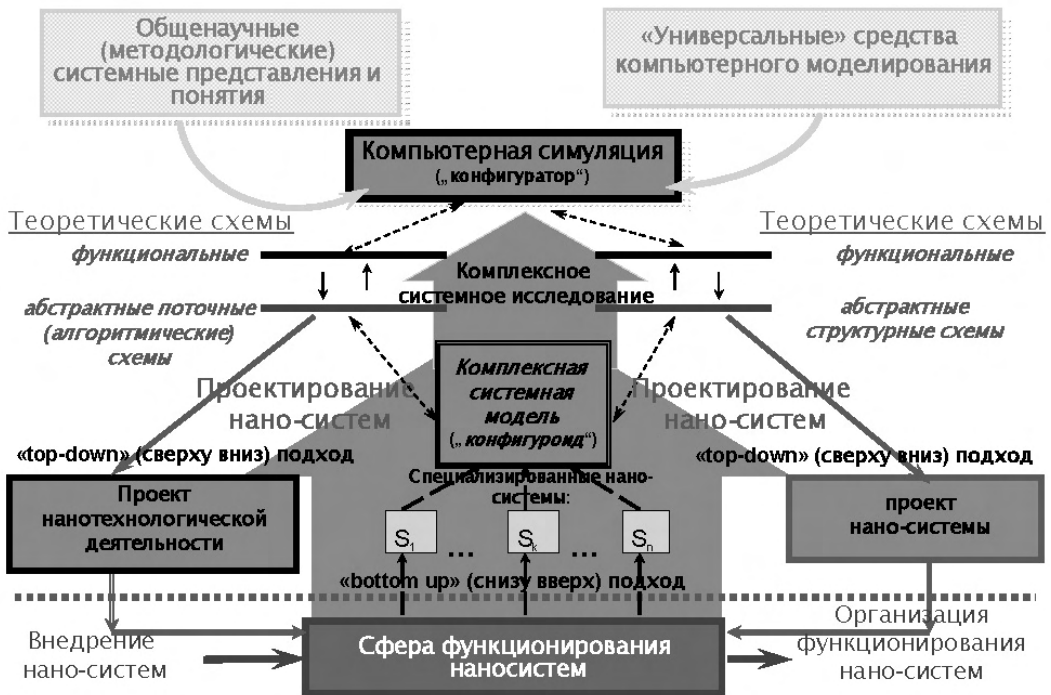 Общенаучные
(методологические)
системные представления и
понятия
«Универсальные» средства
компьютерного моделирования
Компьютерная симуляция
(„конфигуратор“)
Теоретические схемы
функциональные
Теоретические схемы
функциональные
Комплексное
системное исследование
абстрактные поточные
(алгоритмические)
схемы
абстрактные
структурные схемы
Комплексная
системная
модель
(„конфигуроид“)
Проектирование
нано-систем
Проектирование
нано-систем
«top-down» (сверху вниз) подход
«top-down» (сверху вниз) подход
Специализированные нано-
системы:
Проект
нанотехнологической
деятельности
проект
нано-системы
S1 ... Sk ... Sn
«bottom up» (снизу вверх) подход
Внедрение
нано-систем
Сфера функционирования
наносистем
Организация
функционирования
нано-систем